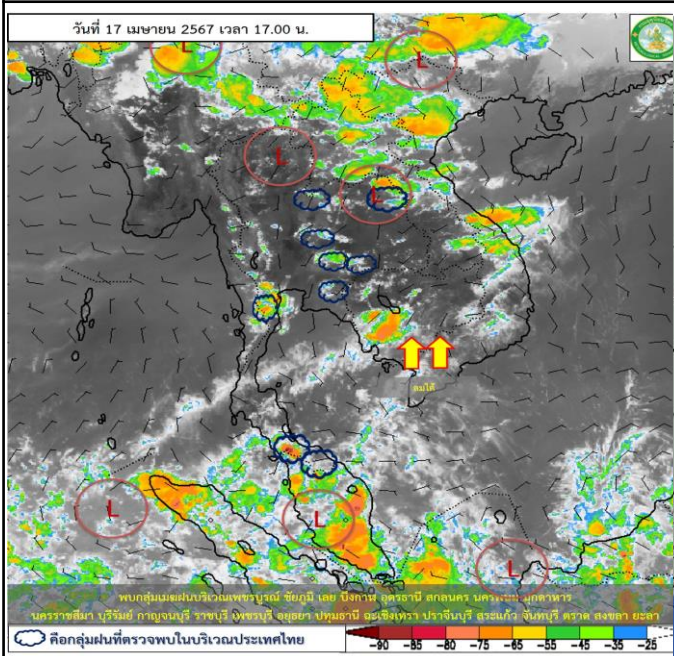 วันที่ 17 เมษายน 2567 เวลา 17.00 น.
L
L
L
L
ลมใต้
L
L
L
พบกลุ่มเมฆฝนบริเวณเพชรบูรณ์ ชัยภูมิ เลย บึงกาฬ อุดรธานี สกลนคร นครพนม มุกดาหาร
นครราชสีมา บุรีรัมย์ กาญจนบุรี ราชบุรี เพชรบุรี อยุธยา ปทุมธานี ฉะเชิงเทรา ปราจีนบุรี สระแก้ว จันทบุรี ตราด สงขลา ยะลา
คือกลุ่มฝนที่ตรวจพบในบริเวณประเทศไทย
-90 -80 -75 -65 -55 -45 -35 -25